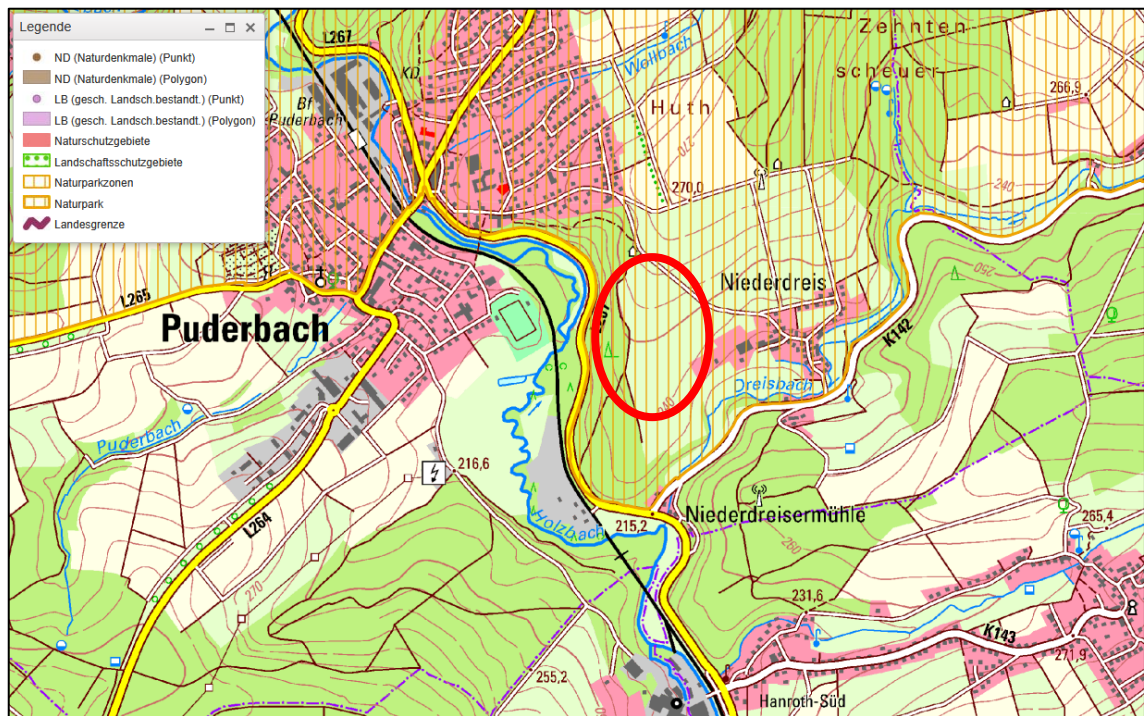 Legende
ND (Naturdenkmale) (Punkt)
ND (Naturdenkmale) (Polygon)
LB (gesch. Landsch.bestandt.) (Punkt)
LB (gesch. Landsch.bestandt.) (Polygon)
Naturschutzgebiete
Landschaftsschutzgebiete
Naturparkzonen
Naturpark
Landesgrenze
L267
KD
Bf
Puderbach
Wollbach
Zehnten
scheuer
266,9
Huth
270
270,0
240
250
L265
Puderbach
Niederdreis
K142
Dreisbach
240
Puderbach
216,6
L264
Holzbach
215,2
Niederdreisermühle
260
265,4
270
231,6
K143
271,9
255,2
Hanroth-Süd